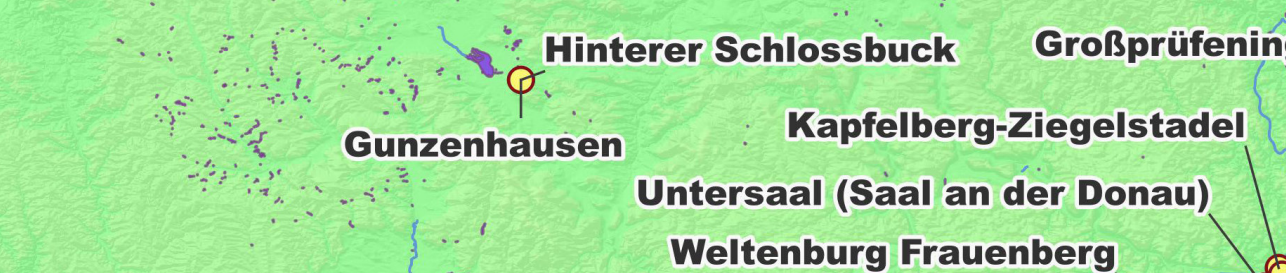 Hinterer Schlossbuck
Großprüfening
Kapfelberg-Ziegelstadel
Gunzenhausen
Untersaal (Saal an der Donau)
Weltenburg Frauenberg